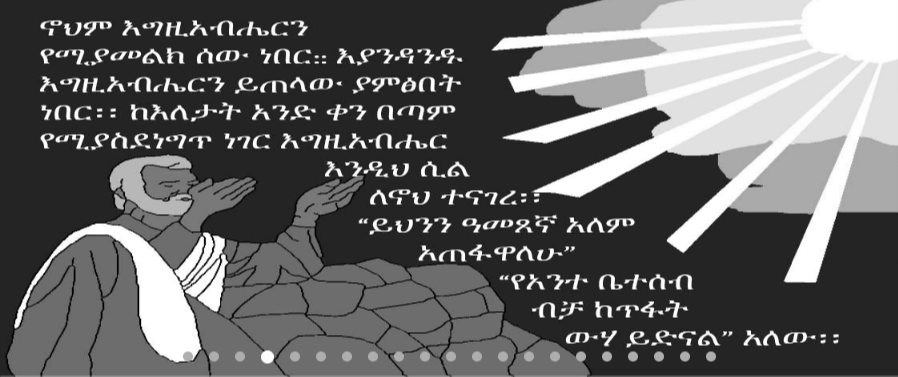 ኖህም እግዚአብሔርን
የሚያመልክ ሰው ነበር። እያንዳንዱ
እግዚአብሔርን ይጠላው ያምፅበት
ነበር፡፡ ከእለታት አንድ ቀን በጣም
የሚያስደነግጥ ነገር እግዚአብሔር
እንዲህ ሲል
ለኖህ ተናገረ፡፡
“ይህንን ዓመጸኛ አለም
አጠፋዋለሁ”
“የአንተ ቤተሰብ
ብቻ ከጥፋት
ውሃ ይድናል” አለው፡፡